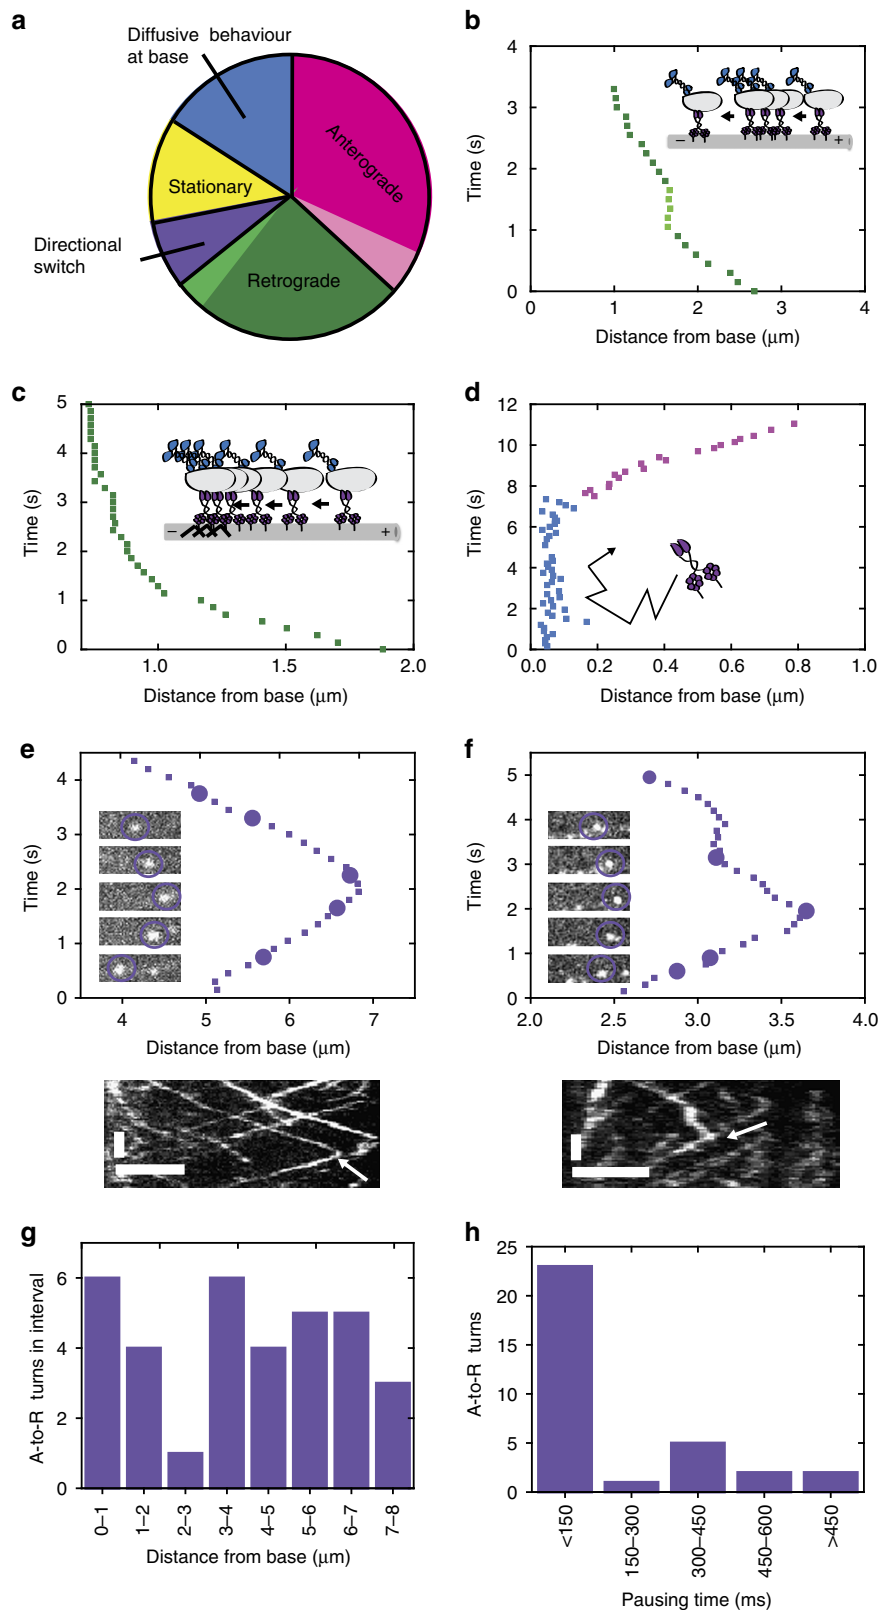 a
Diffusive behaviour
at base
Anterograde
Stationary
Directional
switch
Retrograde
b
4
3
2
1
0
Time (s)
0
1
2
3
4
Distance from base (μm)
−
+
c
5
4
3
2
1
0
Time (s)
1.0
1.5
2.0
Distance from base (μm)
−
+
d
12
10
8
6
4
2
0
Time (s)
0.0
0.2
0.4
0.6
0.8
1.0
Distance from base (μm)
e
4
3
2
1
0
Time (s)
4
5
6
7
Distance from base (μm)
f
5
4
3
2
1
0
Time (s)
2.0
2.5
3.0
3.5
4.0
Distance from base (μm)
g
6
4
2
0
A-to-R turns in interval
0–1
1–2
2–3
3–4
4–5
5–6
6–7
7–8
Distance from base (μm)
h
25
20
15
10
5
0
A-to-R turns
<150
150–300
300–450
450–600
>450
Pausing time (ms)